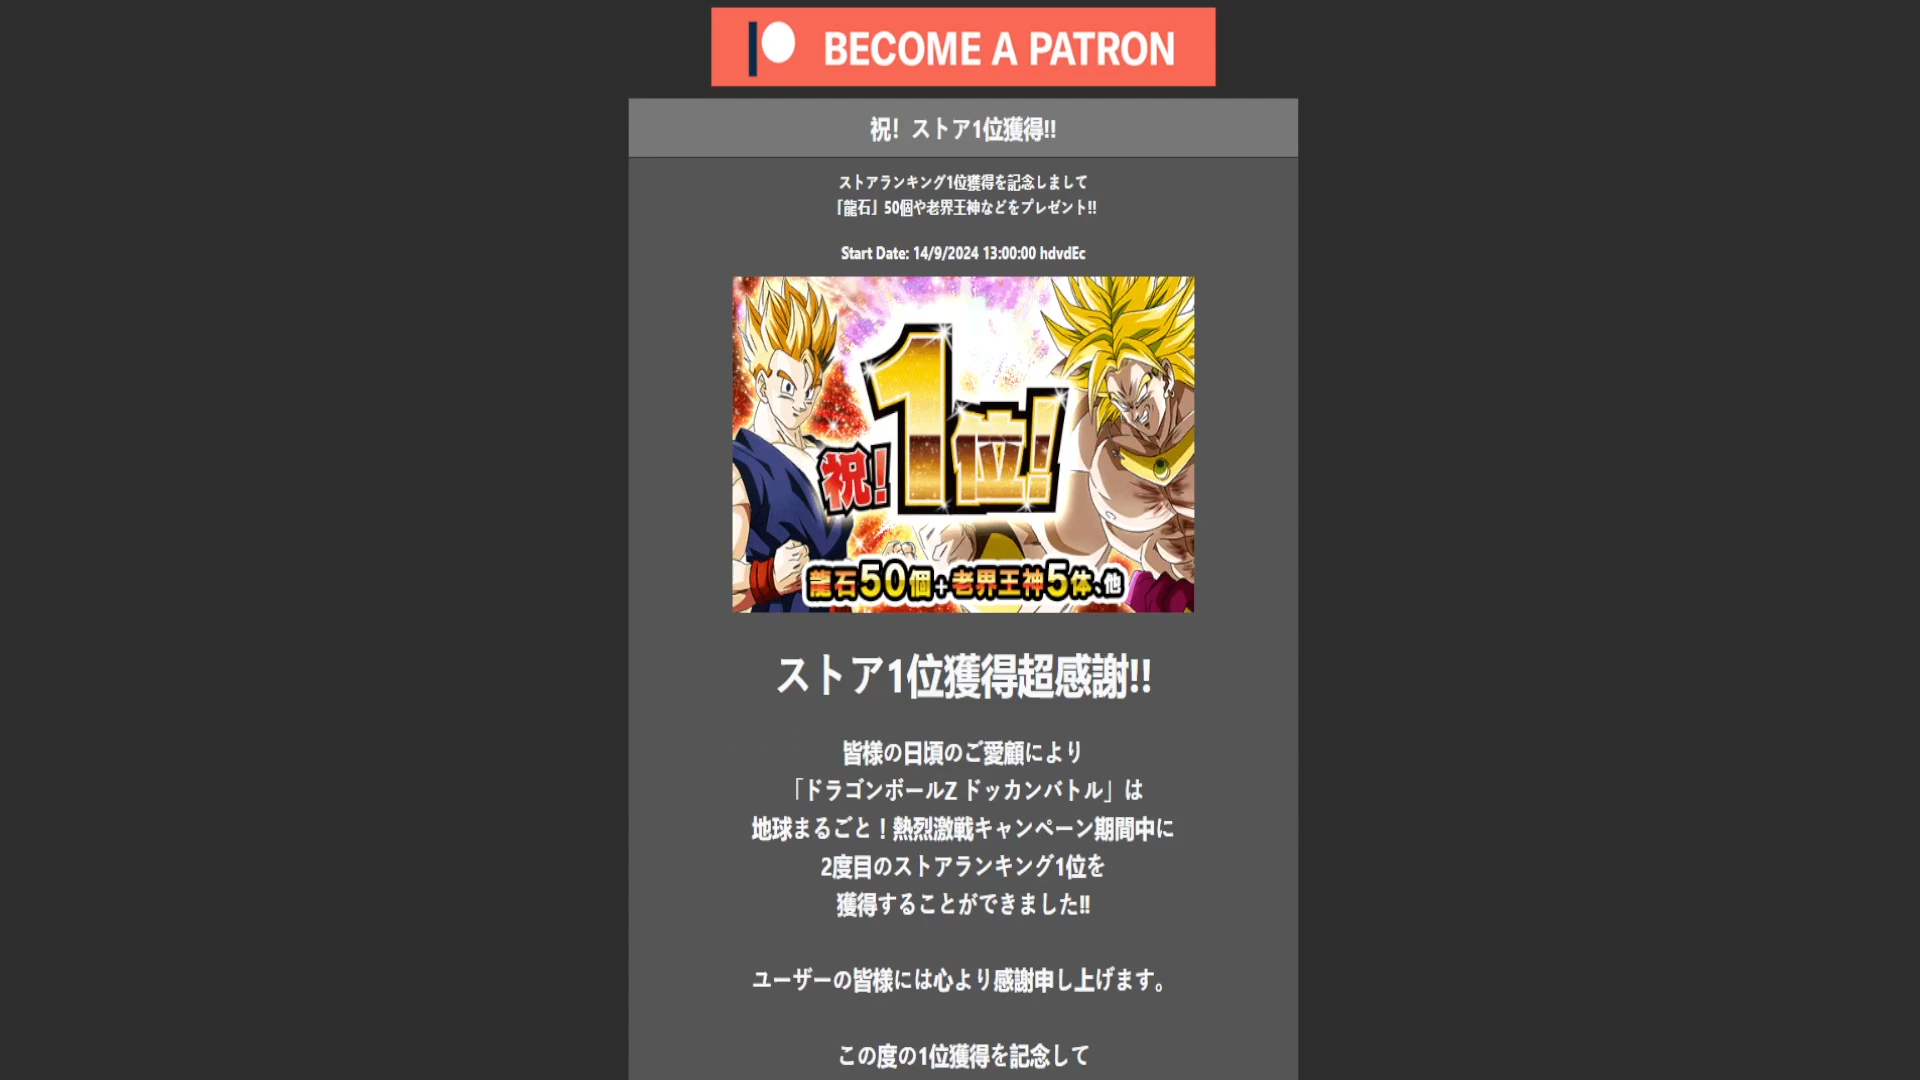 BECOME A PATRON
祝！ストア1位獲得!!
ストアランキング1位獲得を記念しまして
「龍石」50個や老界王神などをプレゼント!!
Start Date: 14/9/2024 13:00:00 hdvdEc
祝！1位！
龍石50個+老界王神5体、他
ストア1位獲得超感謝!!
皆様の日頃のご愛顧により
「ドラゴンボールZ ドッカンバトル」は
地球まるごと！熱烈激戦キャンペーン期間中に
2度目のストアランキング1位を
獲得することができました!!
ユーザーの皆様には心より感謝申し上げます。
この度の1位獲得を記念して